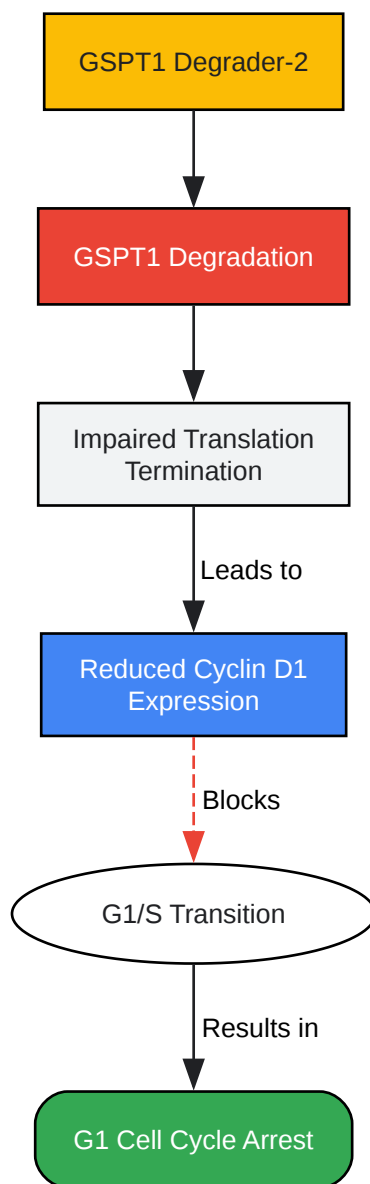 GSPT1 Degrader-2
GSPT1 Degradation
Impaired Translation
Termination
Leads to
Reduced Cyclin D1
Expression
Blocks
G1/S Transition
Results in
G1 Cell Cycle Arrest